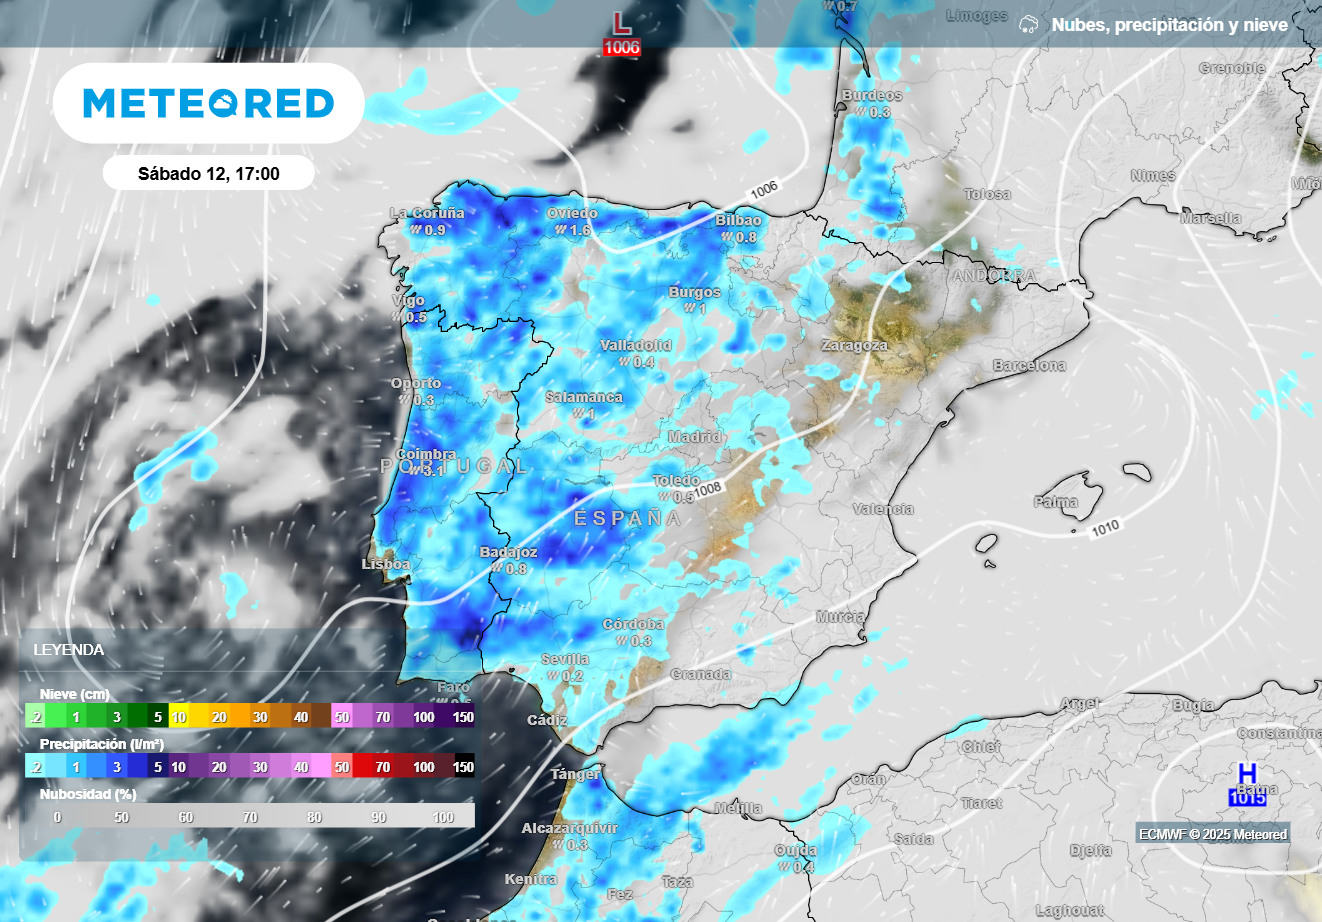 0.7
Limoges
L
1006
Nubes, precipitación y nieve
Grenoble
METEORED
Burdeos
0.3
Sábado 12, 17:00
Nimes
Tolosa
1006
Marsella
La Coruña
0.9
Oviedo
1.6
Bilbao
0.8
ANDORRA
Vigo
0.5
Burgos
1
Valladolid
0.4
Zaragoza
Barcelona
Oporto
0.3
Salamanca
1
Madrid
Coimbra
3.1
PORTUGAL
Toledo
0.5
1008
ESPAÑA
Valencia
Palma
1010
Badajoz
0.8
Lisboa
Córdoba
0.3
Murcia
LEYENDA
Sevilla
0.2
Granada
Faro
Nieve (cm)
.2 1 3 5 10 20 30 40 50 70 100 150
Cádiz
Argel
Bugía
Constantina
Precipitación (l/m²)
.2 1 3 5 10 20 30 40 50 70 100 150
Chlef
Tánger
Orán
H
Batna
1015
Nubosidad (%)
0 50 60 70 80 90 100
Melilla
Tiaret
Alcazarquivir
0.3
Saida
ECMWF © 2025 Meteored
Oujda
0.4
Djelfa
Kenitra
Fez
Taza
Laghouat